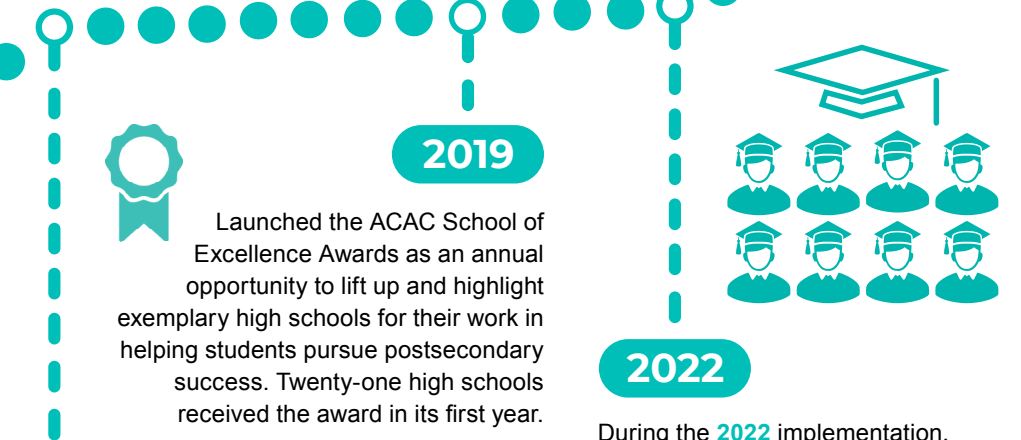 2019
Launched the ACAC School of
Excellence Awards as an annual
opportunity to lift up and highlight
exemplary high schools for their work in
helping students pursue postsecondary
success. Twenty-one high schools
received the award in its first year.
2022
During the 2022 implementation,